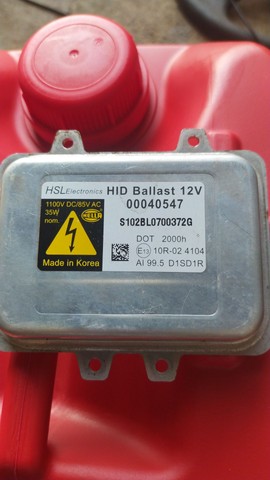 HSLElectronics HID Ballast 12V
1100V DC/85V AC
35W
nom.
HELLA
Made in Korea
00040547
S102BL0700372G
DOT 2000h
E13 10R-02 4104
AI 99.5 D1SD1R